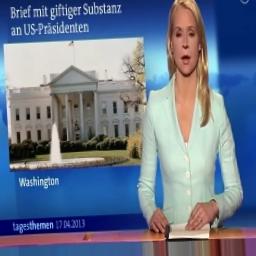 Brief mit giftiger Substanz
an US-Präsidenten
Washington
tagesthemen 17.04.2013